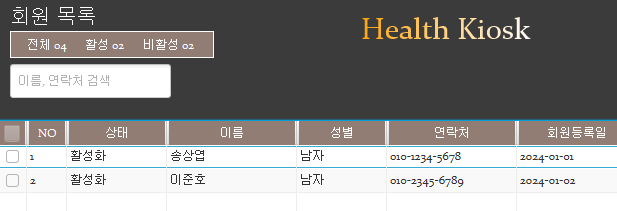 회원 목록
Health Kiosk
전체 04 활성 02 비활성 02
이름, 연락처 검색
NO 상태 이름 성별 연락처 회원등록일
1 활성화 송상엽 남자 010-1234-5678 2024-01-01
2 활성화 이준호 남자 010-2345-6789 2024-01-02